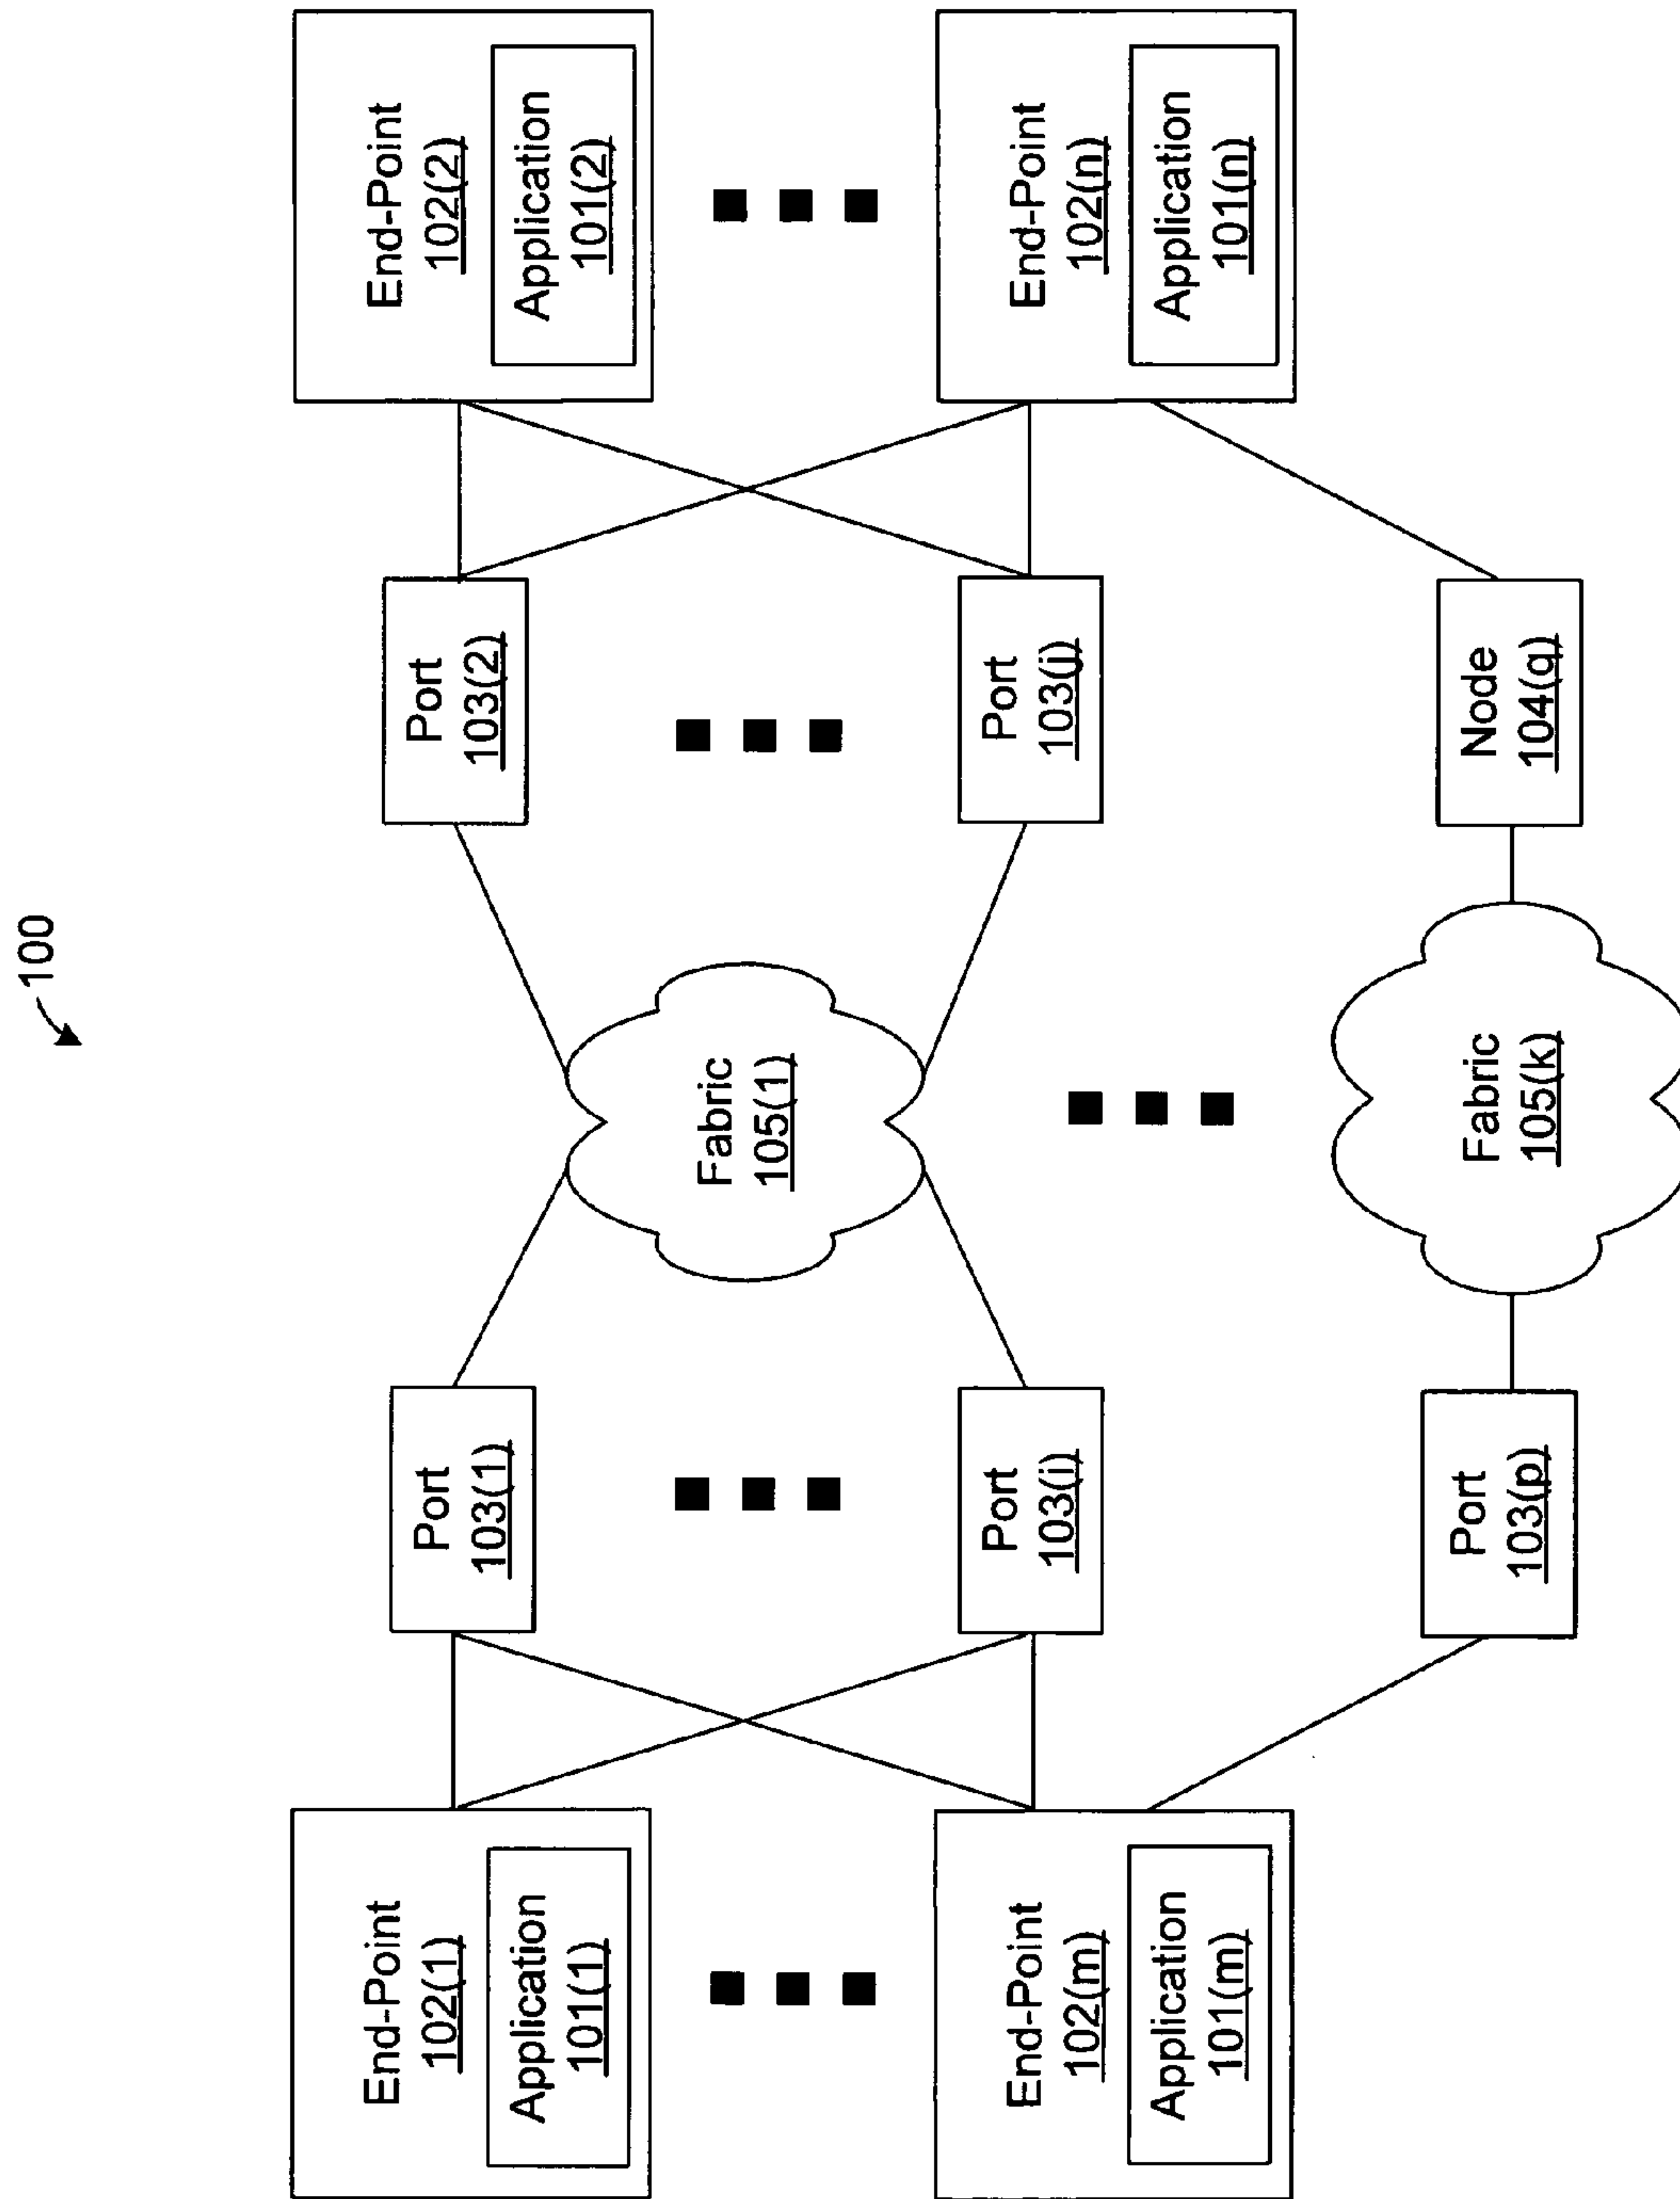 100
End-Point
102(1)
Application
101(1)
Port
103(1)
Fabric
105(1)
Port
103(2)
End-Point
102(2)
Application
101(2)
End-Point
102(m)
Application
101(m)
Port
103(i)
Port
103(j)
End-Point
102(n)
Application
101(n)
Port
103(p)
Fabric
105(k)
Node
104(q)